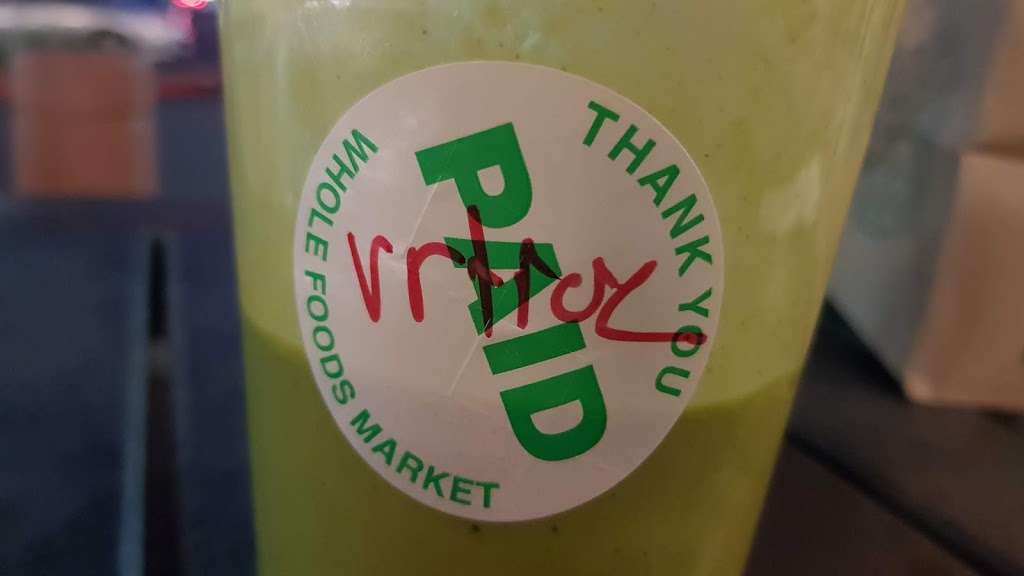 THANK YOU
PAID
WHOLE FOODS MARKET